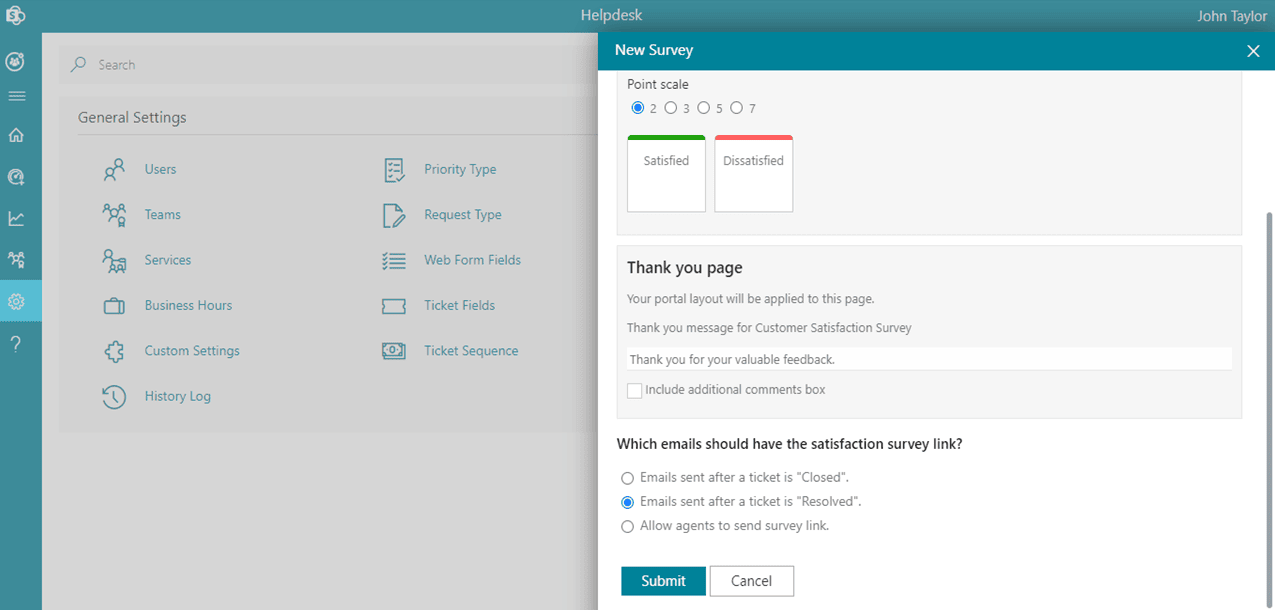 Helpdesk
John Taylor
Search
General Settings
Users
Priority Type
Teams
Request Type
Services
Web Form Fields
Business Hours
Ticket Fields
Custom Settings
Ticket Sequence
History Log
New Survey
Point scale
2 3 5 7
Satisfied
Dissatisfied
Thank you page
Your portal layout will be applied to this page.
Thank you message for Customer Satisfaction Survey
Thank you for your valuable feedback.
Include additional comments box
Which emails should have the satisfaction survey link?
Emails sent after a ticket is "Closed".
Emails sent after a ticket is "Resolved".
Allow agents to send survey link.
Submit
Cancel